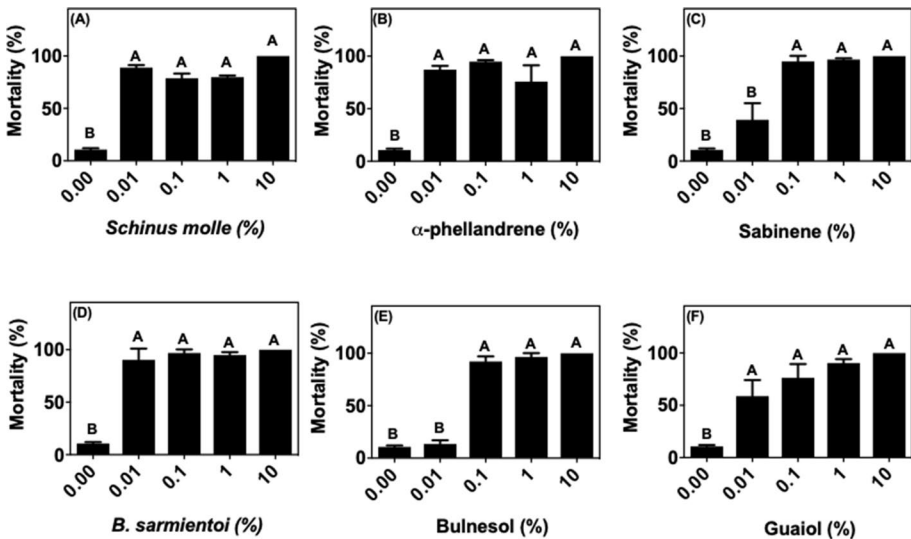 (A)
Mortality (%)
100
50
0
B
A
A
A
A
0.00
0.01
0.1
1
10
Schinus molle (%)
(B)
Mortality (%)
100
50
0
B
A
A
A
A
0.00
0.01
0.1
1
10
α-phellandrene (%)
(C)
Mortality (%)
100
50
0
B
B
A
A
A
0.00
0.01
0.1
1
10
Sabinene (%)
(D)
Mortality (%)
100
50
0
B
A
A
A
A
0.00
0.01
0.1
1
10
B. sarmientoi (%)
(E)
Mortality (%)
100
50
0
B
B
A
A
A
0.00
0.01
0.1
1
10
Bulnesol (%)
(F)
Mortality (%)
100
50
0
B
A
A
A
A
0.00
0.01
0.1
1
10
Guaiol (%)